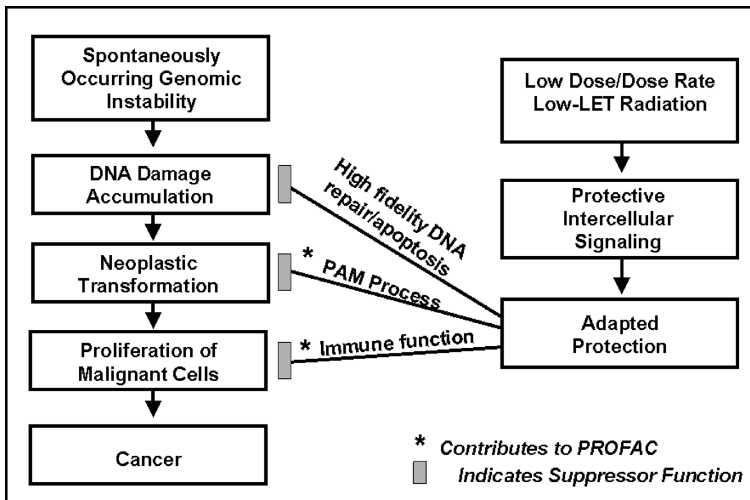 Spontaneously
Occurring Genomic
Instability
DNA Damage
Accumulation
Neoplastic
Transformation
Proliferation of
Malignant Cells
Cancer
High fidelity DNA
repair/apoptosis
* PAM Process
* Immune function
Low Dose/Dose Rate
Low-LET Radiation
Protective
Intercellular
Signaling
Adapted
Protection
* Contributes to PROFAC
Indicates Suppressor Function